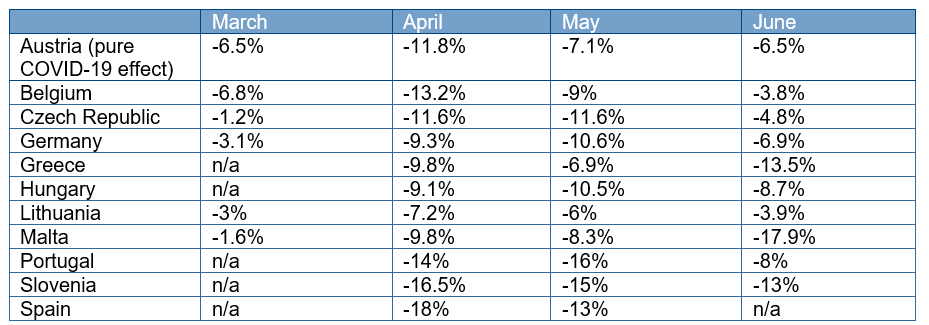 March April May June
Austria (pure COVID-19 effect) -6.5% -11.8% -7.1% -6.5%
Belgium -6.8% -13.2% -9% -3.8%
Czech Republic -1.2% -11.6% -11.6% -4.8%
Germany -3.1% -9.3% -10.6% -6.9%
Greece n/a -9.8% -6.9% -13.5%
Hungary n/a -9.1% -10.5% -8.7%
Lithuania -3% -7.2% -6% -3.9%
Malta -1.6% -9.8% -8.3% -17.9%
Portugal n/a -14% -16% -8%
Slovenia n/a -16.5% -15% -13%
Spain n/a -18% -13% n/a